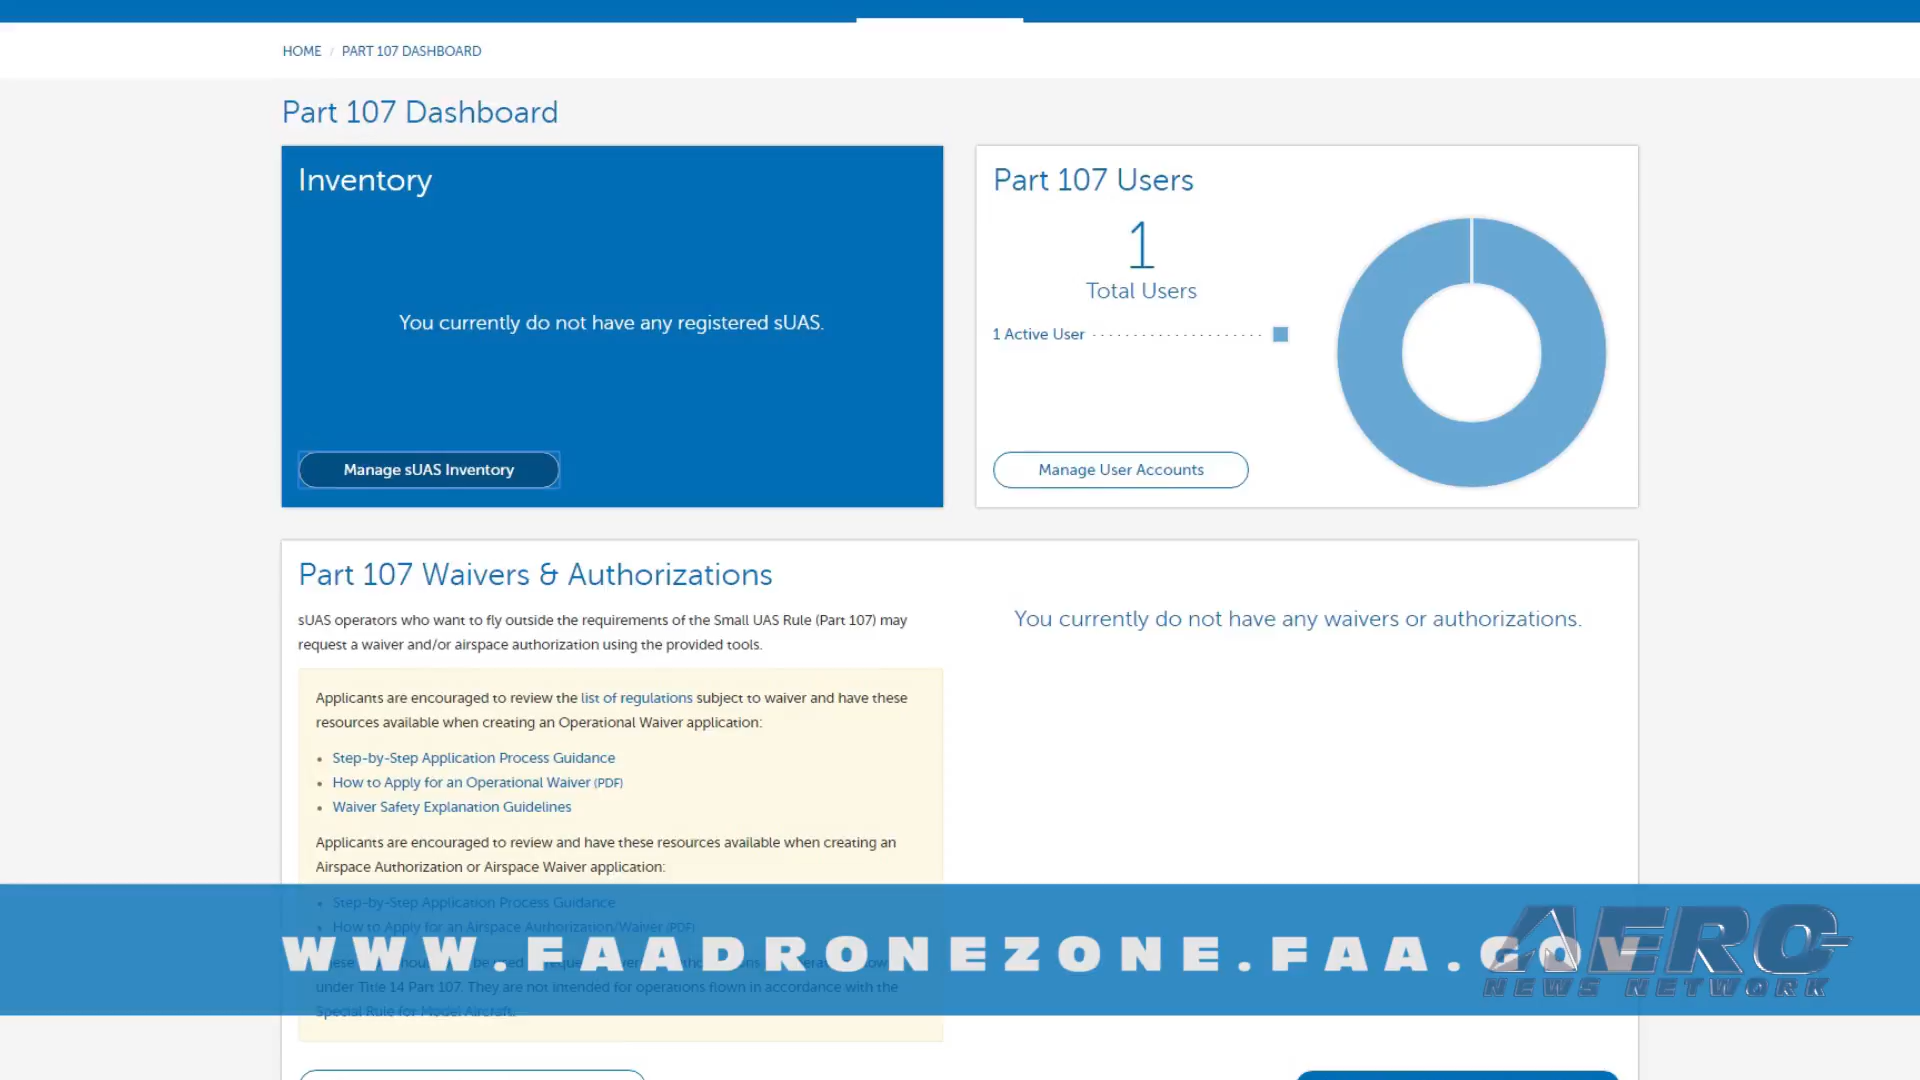 HOME / PART 107 DASHBOARD
Part 107 Dashboard
Inventory
You currently do not have any registered sUAS.
Manage sUAS Inventory
Part 107 Users
1
Total Users
1 Active User
Manage User Accounts
Part 107 Waivers & Authorizations
sUAS operators who want to fly outside the requirements of the Small UAS Rule (Part 107) may
request a waiver and/or airspace authorization using the provided tools.
You currently do not have any waivers or authorizations.
Applicants are encouraged to review the list of regulations subject to waiver and have these
resources available when creating an Operational Waiver application:
• Step-by-Step Application Process Guidance
• How to Apply for an Operational Waiver (PDF)
• Waiver Safety Explanation Guidelines
Applicants are encouraged to review and have these resources available when creating an
Airspace Authorization or Airspace Waiver application:
• Step-by-Step Application Process Guidance
• How to Apply for an Airspace Authorization/Waiver (PDF)
WWW.FAADRONEZONE.FAA.GOV
under Title 14 Part 107. They are not intended for operations flown in accordance with the
Special Rule for Model Aircraft.
AERO
NEWS NETWORK